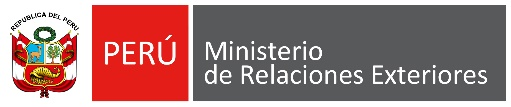 REPUBLICA DEL PERU
PERÚ
Ministerio
de Relaciones Exteriores